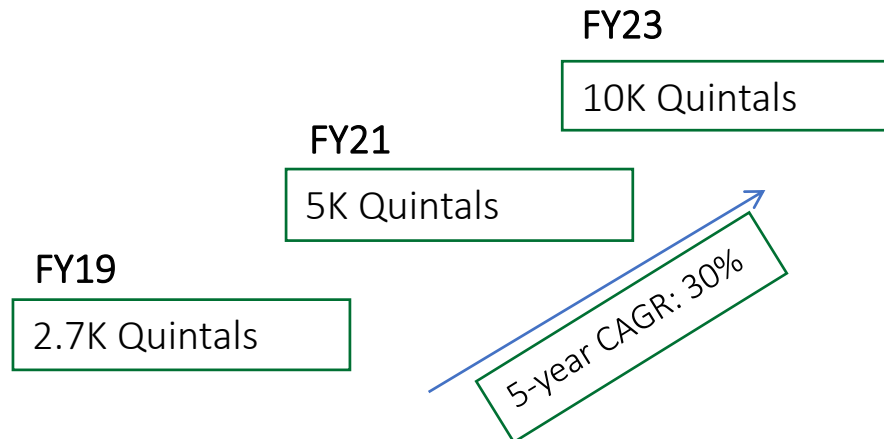 FY23
10K Quintals
FY21
5K Quintals
FY19
2.7K Quintals
5-year CAGR: 30%